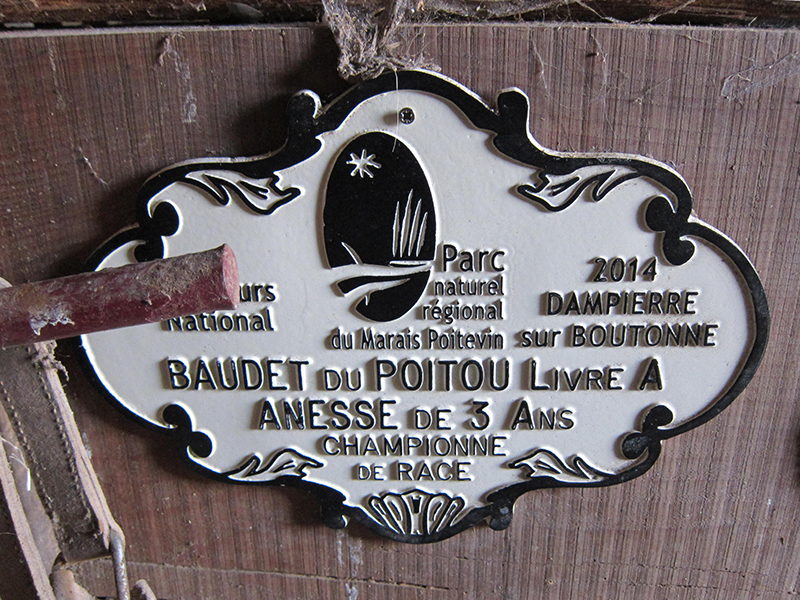 Parc
naturel
régional
du Marais Poitevin
National
2014
DAMPIERRE
sur BOUTONNE
BAUDET DU POITOU LIVRE A
ANESSE DE 3 ANS
CHAMPIONNE
DE RACE